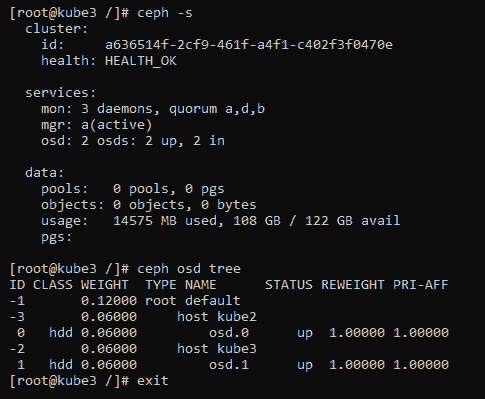 [root@kube3 /]# ceph -s
  cluster:
    id:     a636514f-2cf9-461f-a4f1-c402f3f0470e
    health: HEALTH_OK

  services:
    mon: 3 daemons, quorum a,d,b
    mgr: a(active)
    osd: 2 osds: 2 up, 2 in

  data:
    pools:   0 pools, 0 pgs
    objects: 0 objects, 0 bytes
    usage:   14575 MB used, 108 GB / 122 GB avail
    pgs:

[root@kube3 /]# ceph osd tree
ID CLASS WEIGHT  TYPE NAME      STATUS REWEIGHT PRI-AFF
-1       0.12000 root default
-3       0.06000     host kube2
 0   hdd 0.06000         osd.0      up  1.00000 1.00000
-2       0.06000     host kube3
 1   hdd 0.06000         osd.1      up  1.00000 1.00000
[root@kube3 /]# exit